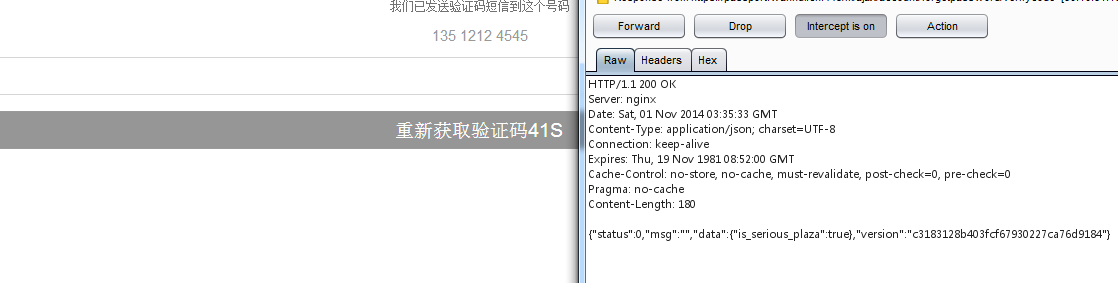 我们已发送验证码短信到这个号码
135 1212 4545
重新获取验证码41S
Forward Drop Intercept is on Action
Raw Headers Hex
HTTP/1.1 200 OK
Server: nginx
Date: Sat, 01 Nov 2014 03:35:33 GMT
Content-Type: application/json; charset=UTF-8
Connection: keep-alive
Expires: Thu, 19 Nov 1981 08:52:00 GMT
Cache-Control: no-store, no-cache, must-revalidate, post-check=0, pre-check=0
Pragma: no-cache
Content-Length: 180
{"status":0,"msg":"","data":{"is_serious_plaza":true},"version":"c3183128b403fcf67930227ca76d9184"}